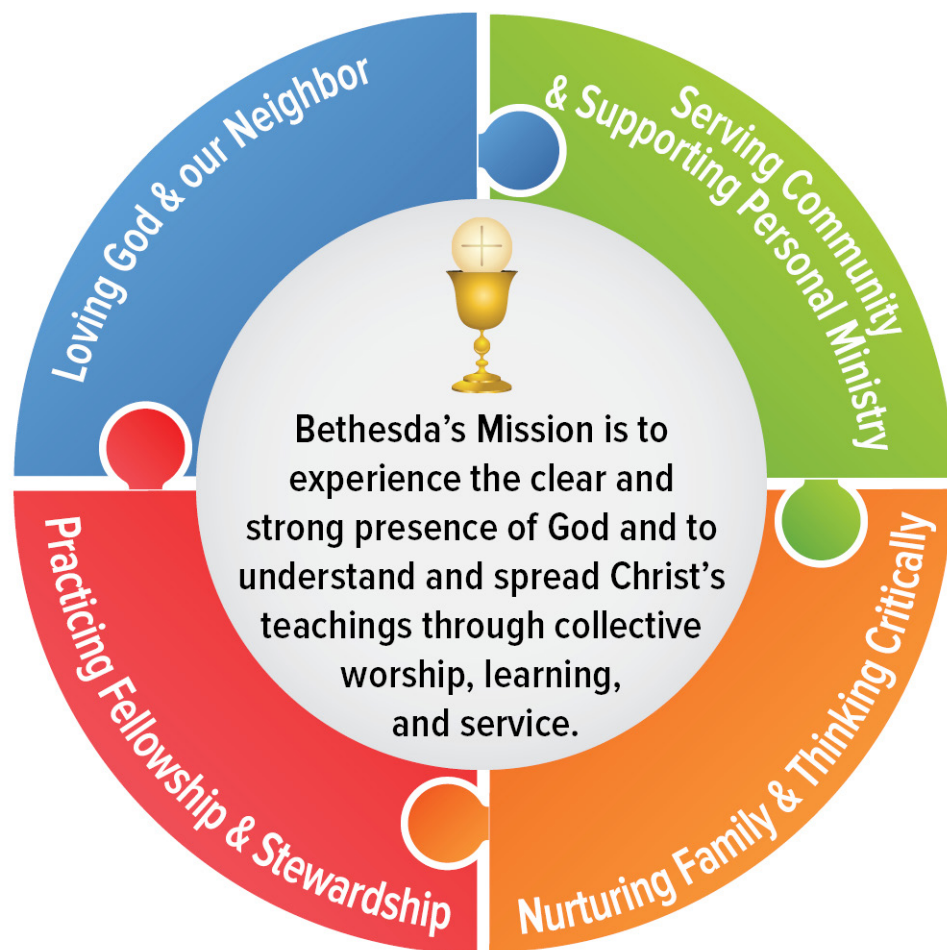 Loving God & our Neighbor
Serving Community
& Supporting Personal Ministry
Bethesda’s Mission is to
experience the clear and
strong presence of God and to
understand and spread Christ’s
teachings through collective
worship, learning,
and service.
Practicing Fellowship & Stewardship
Nurturing Family & Thinking Critically